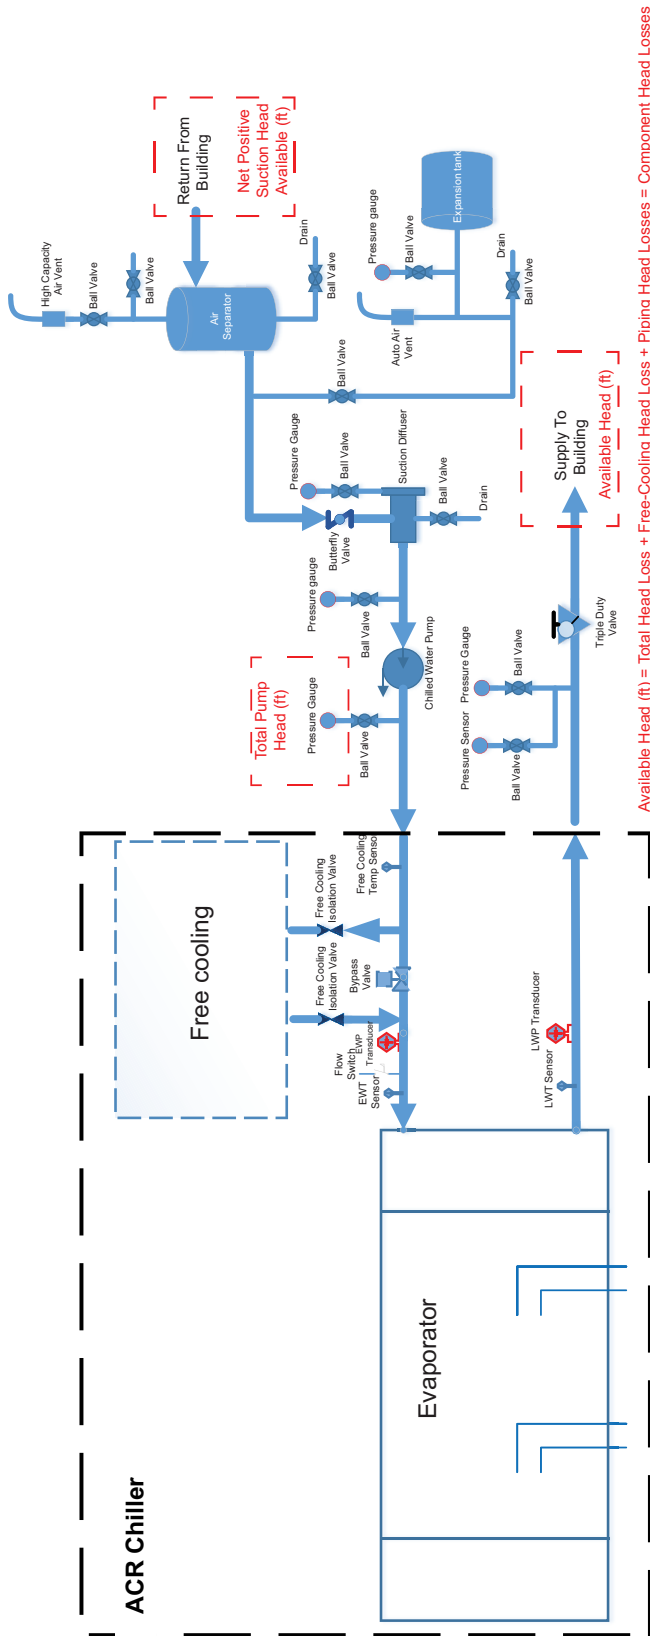 ACR Chiller
Free cooling
Evaporator
Free Cooling
Isolation Valve
Free Cooling
Isolation Valve
Free Cooling
Temp Sensor
Bypass
Valve
EWP
Transducer
Flow
Switch
EWT
Sensor
LWT Sensor
LWP Transducer
Total Pump
Head (ft)
Pressure Gauge
Ball Valve
Chilled Water Pump
Pressure gauge
Ball Valve
Butterfly
Valve
Pressure Gauge
Ball Valve
Suction Diffuser
Ball Valve
Drain
High Capacity
Air Vent
Ball Valve
Ball Valve
Air
Separator
Return From
Building
Net Positive
Suction Head
Available (ft)
Drain
Ball Valve
Ball Valve
Auto Air
Vent
Pressure gauge
Ball Valve
Expansion tank
Drain
Ball Valve
Pressure Sensor
Ball Valve
Pressure Gauge
Ball Valve
Triple Duty
Valve
Supply To
Building
Available Head (ft)
Available Head (ft) = Total Head Loss + Free-Cooling Head Loss + Piping Head Losses = Component Head Losses